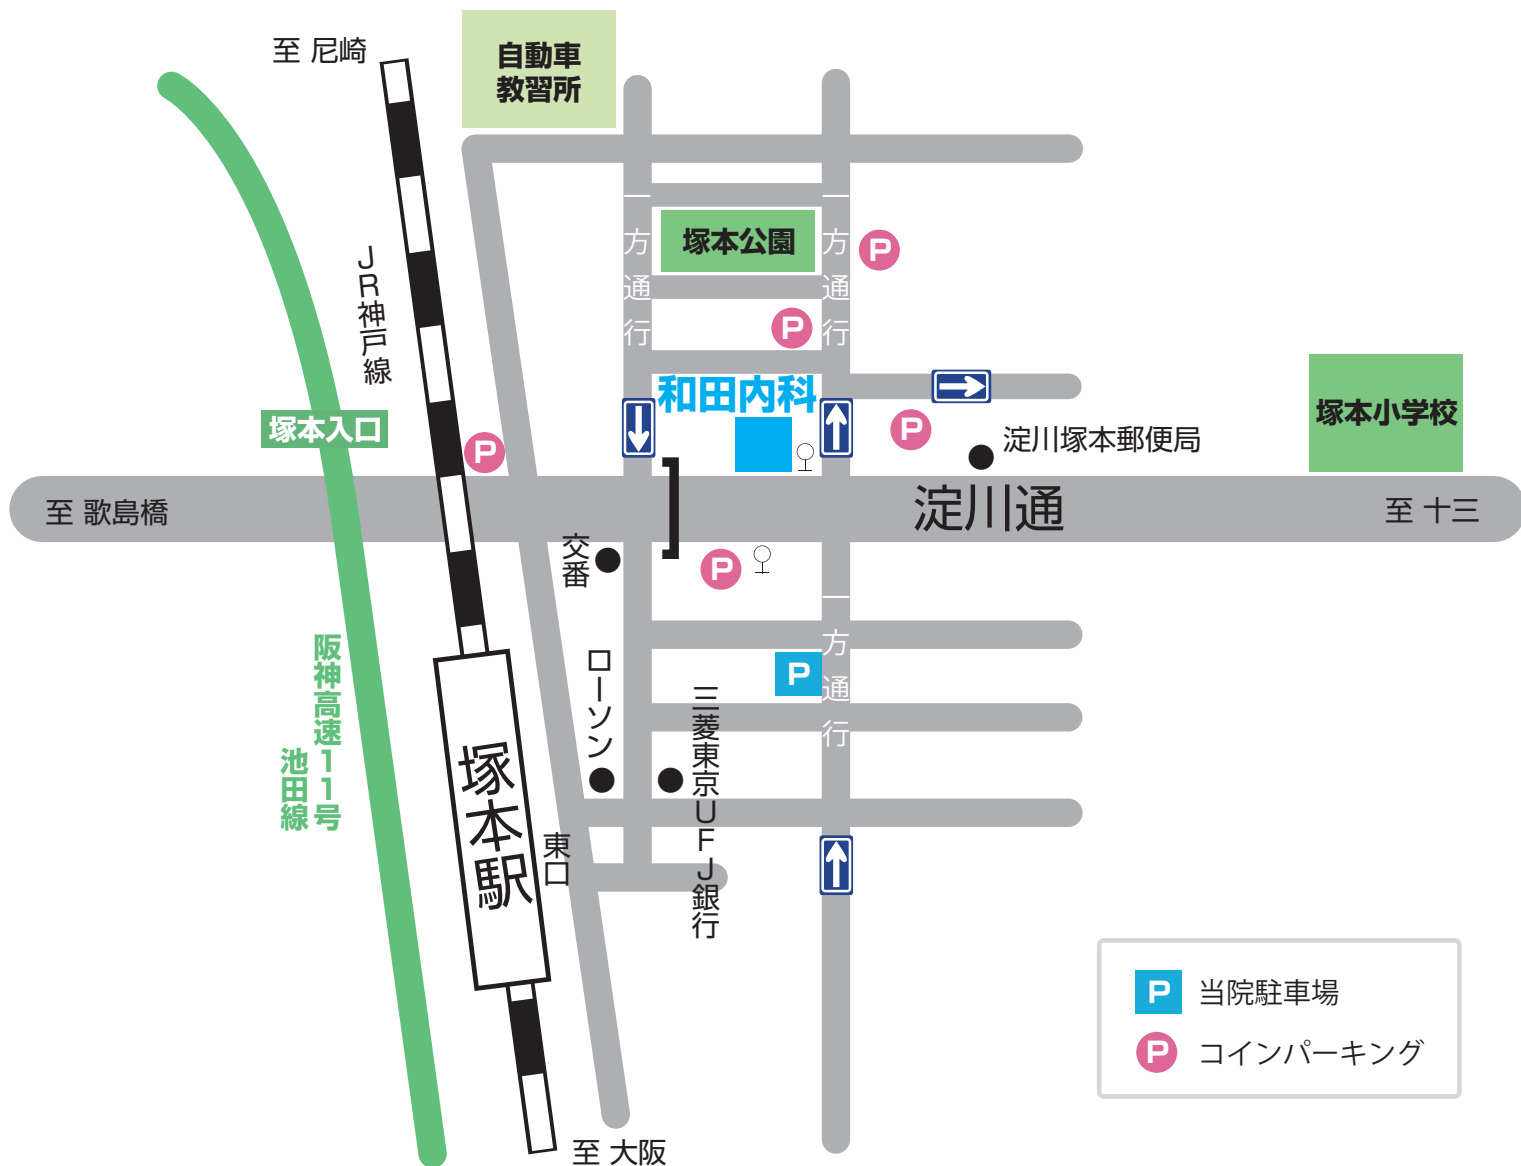 至 尼崎
自動車
教習所
一方通行
塚本公園
一方通行
P
JR神戸線
P
和田内科
塚本入口
P
P
淀川塚本郵便局
塚本小学校
至 歌島橋
淀川通
至 十三
交番
P
一方通行
阪神高速11号
池田線
ローソン
P
三菱東京UFJ銀行
塚本駅
東口
P 当院駐車場
P コインパーキング
至 大阪